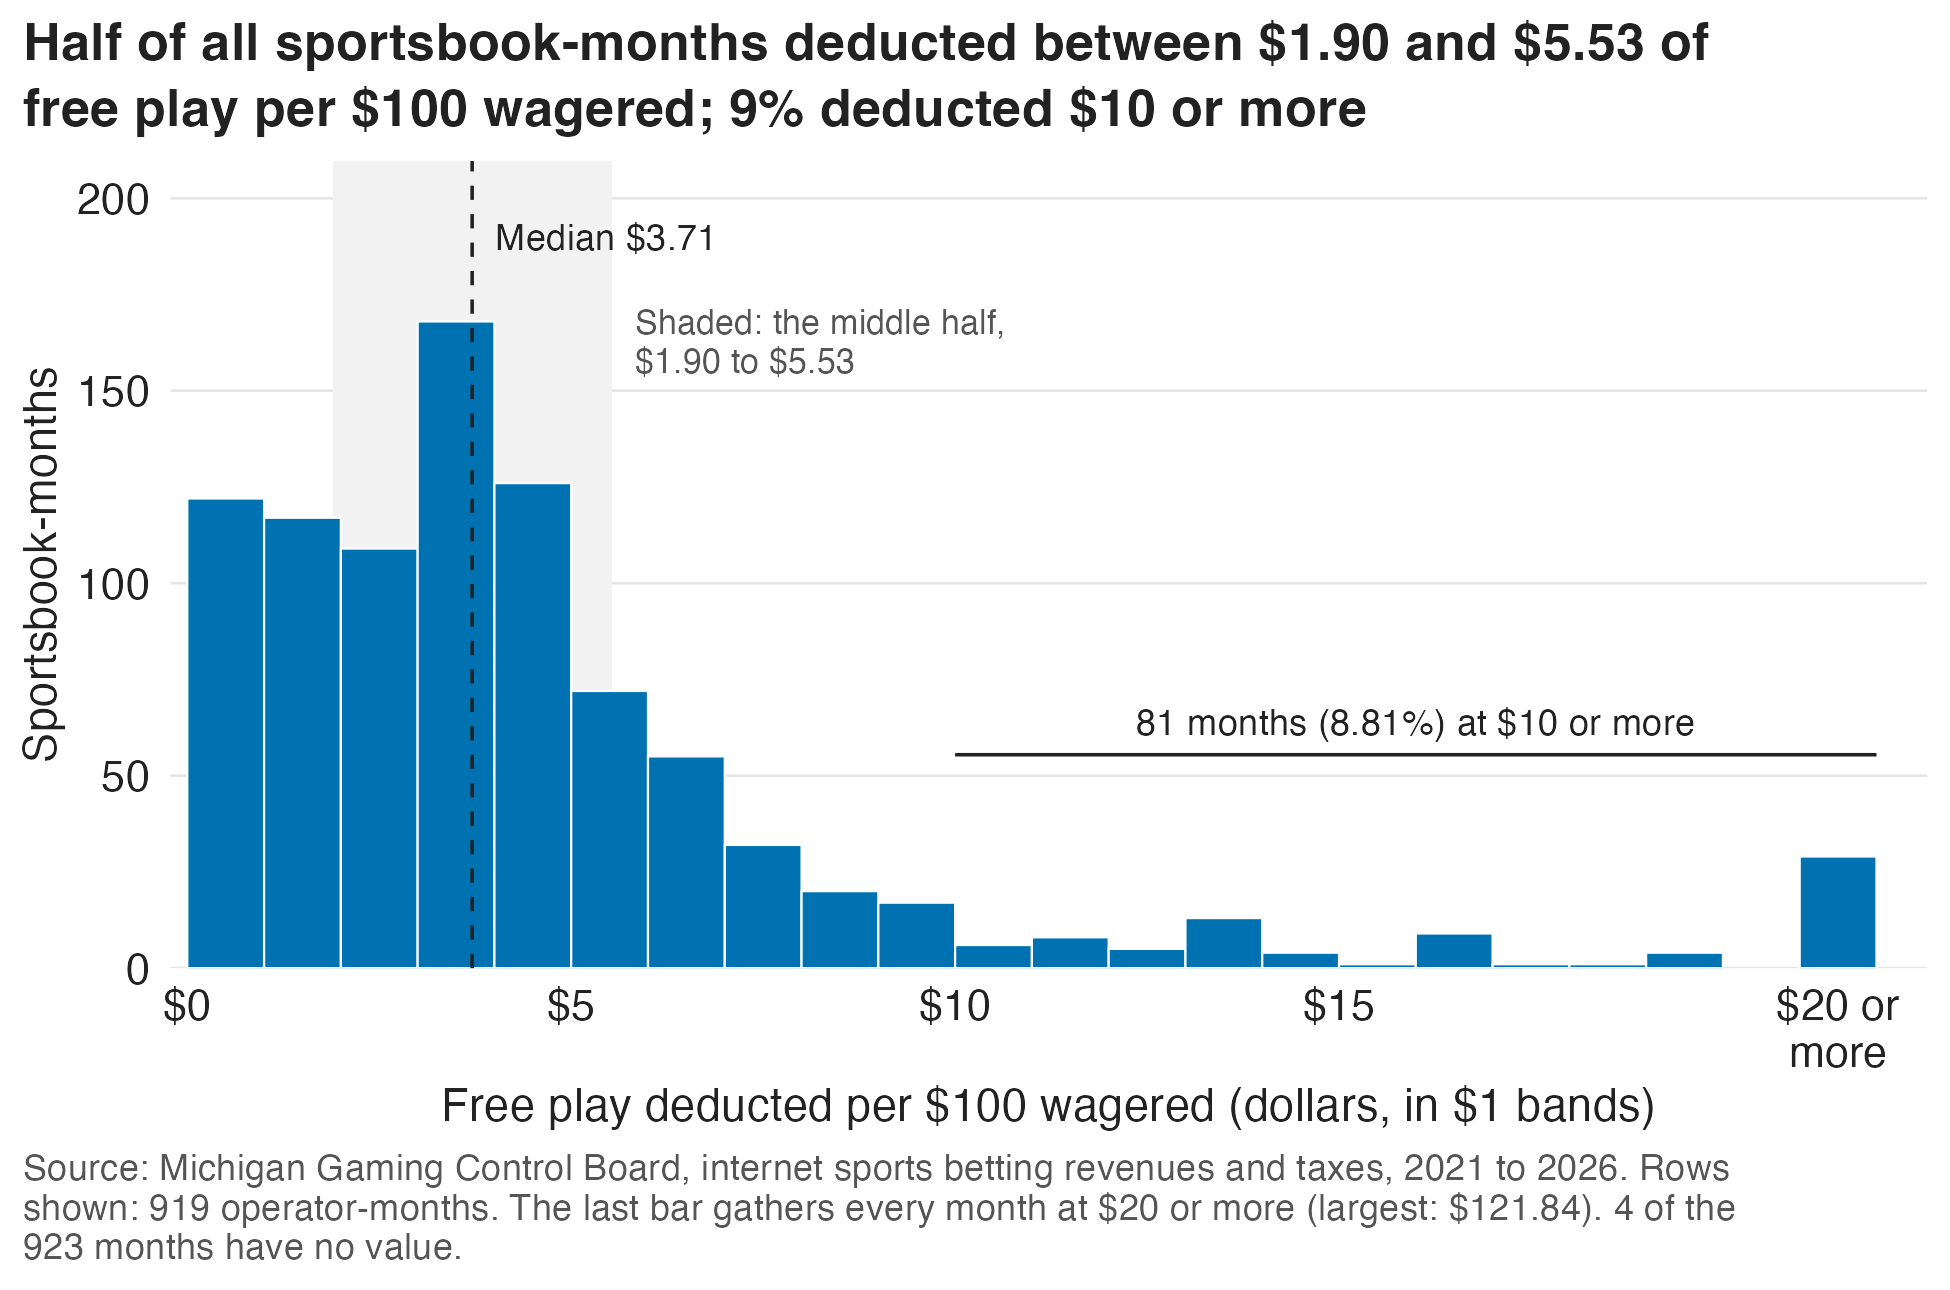 Half of all sportsbook-months deducted between $1.90 and $5.53 of
free play per $100 wagered; 9% deducted $10 or more
200
150
100
50
0
Sportsbook-months
Median $3.71
Shaded: the middle half,
$1.90 to $5.53
81 months (8.81%) at $10 or more
$0
$5
$10
$15
$20 or
more
Free play deducted per $100 wagered (dollars, in $1 bands)
Source: Michigan Gaming Control Board, internet sports betting revenues and taxes, 2021 to 2026. Rows
shown: 919 operator-months. The last bar gathers every month at $20 or more (largest: $121.84). 4 of the
923 months have no value.